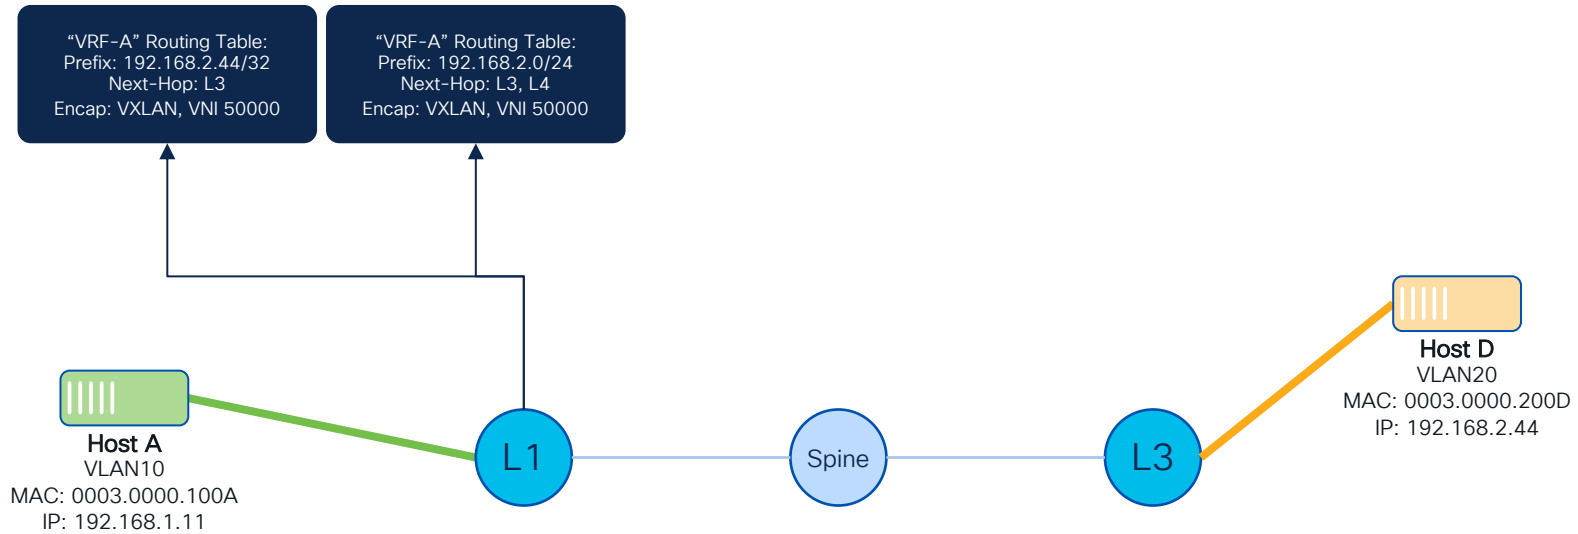 “VRF-A” Routing Table:
Prefix: 192.168.2.44/32
Next-Hop: L3
Encap: VXLAN, VNI 50000
“VRF-A” Routing Table:
Prefix: 192.168.2.0/24
Next-Hop: L3, L4
Encap: VXLAN, VNI 50000
Host A
VLAN10
MAC: 0003.0000.100A
IP: 192.168.1.11
L1
Spine
L3
Host D
VLAN20
MAC: 0003.0000.200D
IP: 192.168.2.44